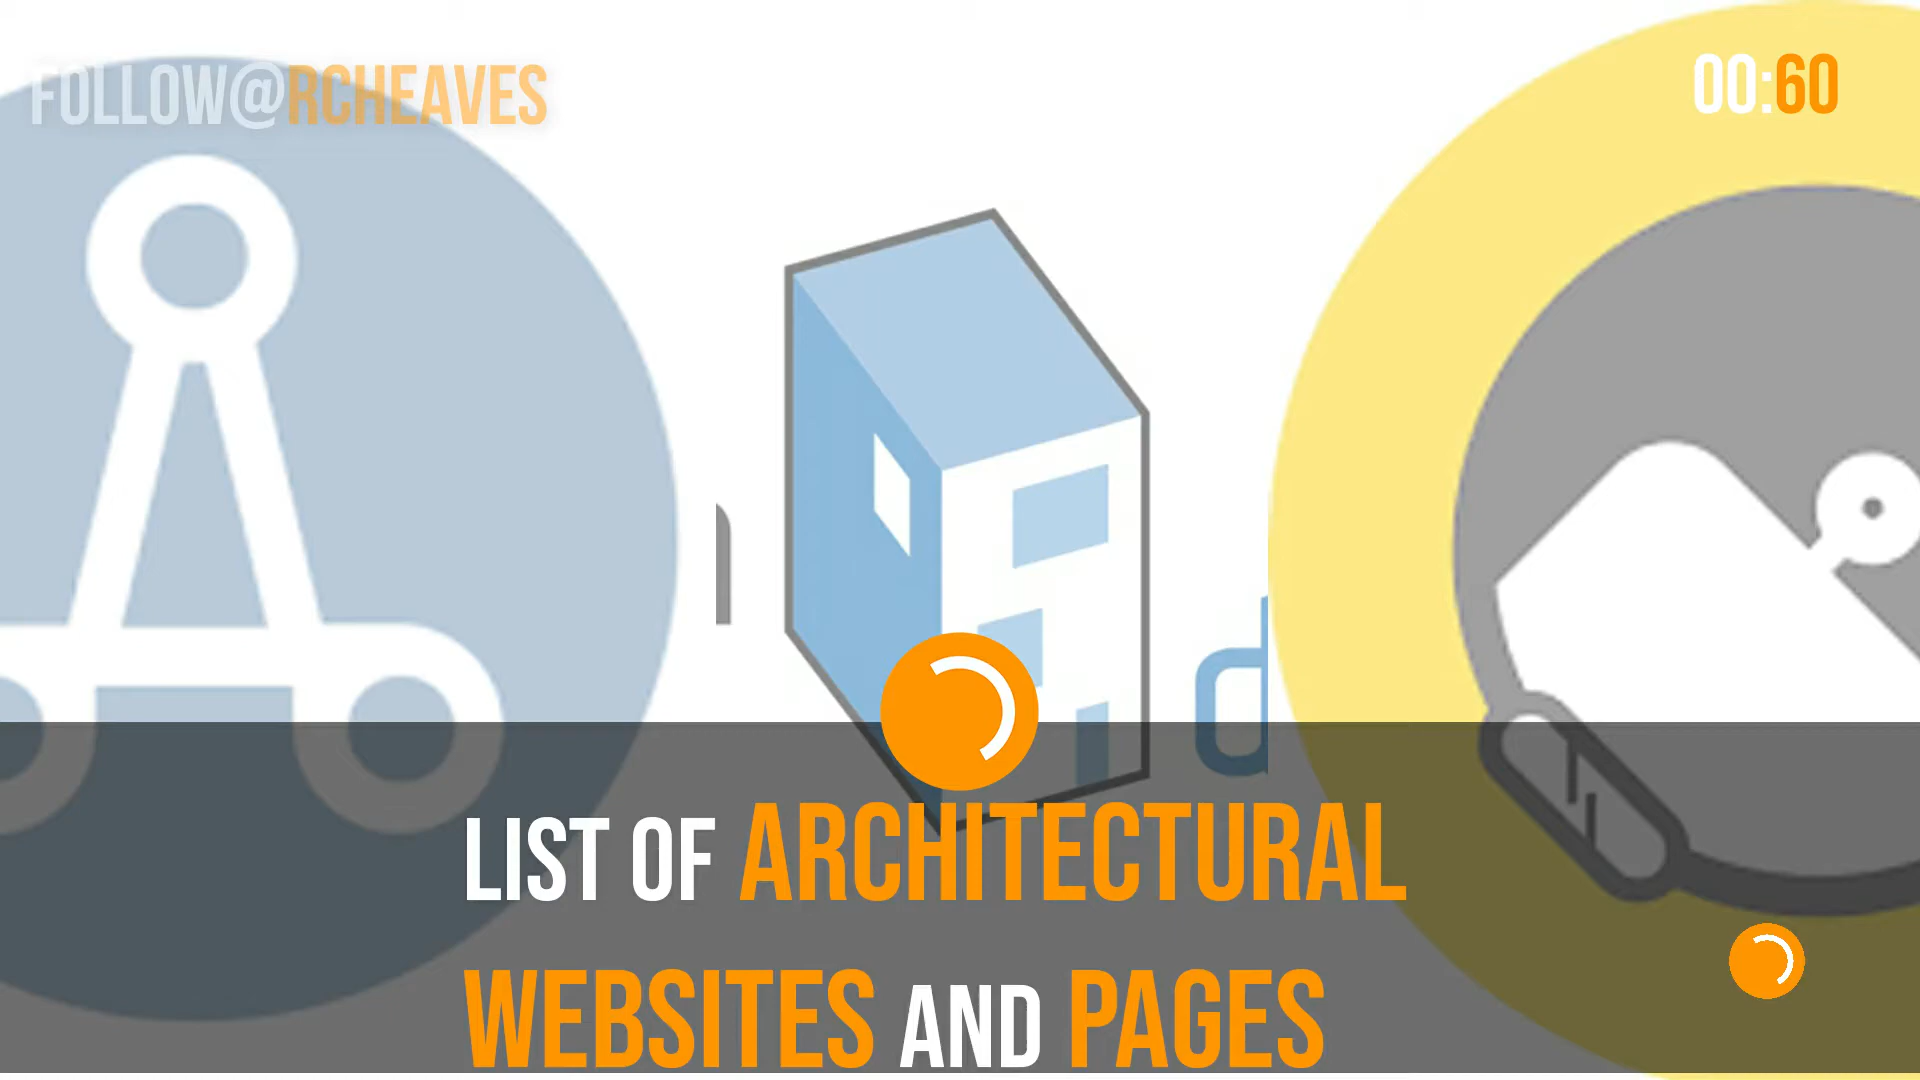 FOLLOW@RCHEAVES
00:60
d
LIST OF ARCHITECTURAL
WEBSITES AND PAGES